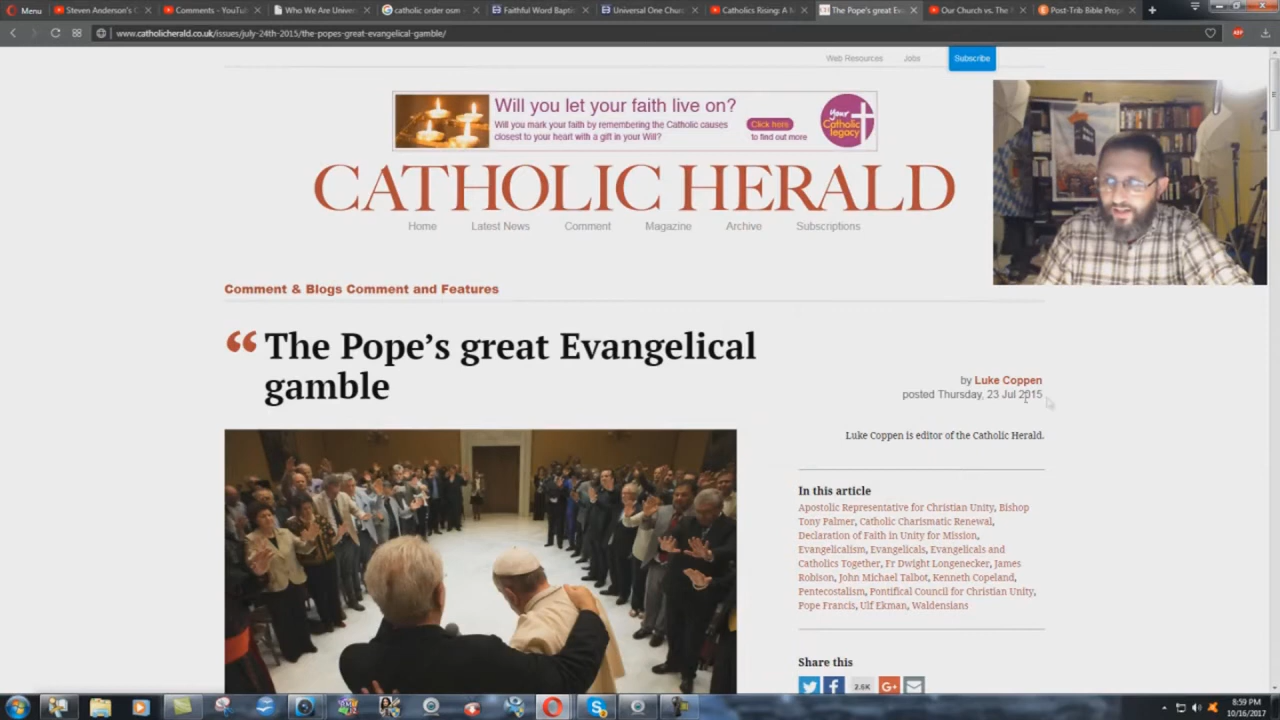 Menu
Steven Anderson's C
Comments - YouTub
Who We Are Univer
catholic order osm
Faithful Word Bapti
Universal One Churc
Catholics Rising: A M
The Pope's great Ev
Our Church vs. The
Post-Trib Bible Prop
www.catholicherald.co.uk/issues/july-24th-2015/the-popes-great-evangelical-gamble/
ABP
Web Resources Jobs Subscribe
Will you let your faith live on?
Will you mark your faith by remembering the Catholic causes
closest to your heart with a gift in your Will?
Click here
to find out more
your
Catholic
legacy
CATHOLIC HERALD
Home Latest News Comment Magazine Archive Subscriptions
Comment & Blogs Comment and Features
“ The Pope’s great Evangelical
gamble
by Luke Coppen
posted Thursday, 23 Jul 2015
Luke Coppen is editor of the Catholic Herald.
In this article
Apostolic Representative for Christian Unity, Bishop
Tony Palmer, Catholic Charismatic Renewal,
Declaration of Faith in Unity for Mission,
Evangelicalism, Evangelicals, Evangelicals and
Catholics Together, Fr Dwight Longenecker, James
Robison, John Michael Talbot, Kenneth Copeland,
Pentecostalism, Pontifical Council for Christian Unity,
Pope Francis, Ulf Ekman, Waldensians
Share this
2.6K
8:59 PM
10/16/2017